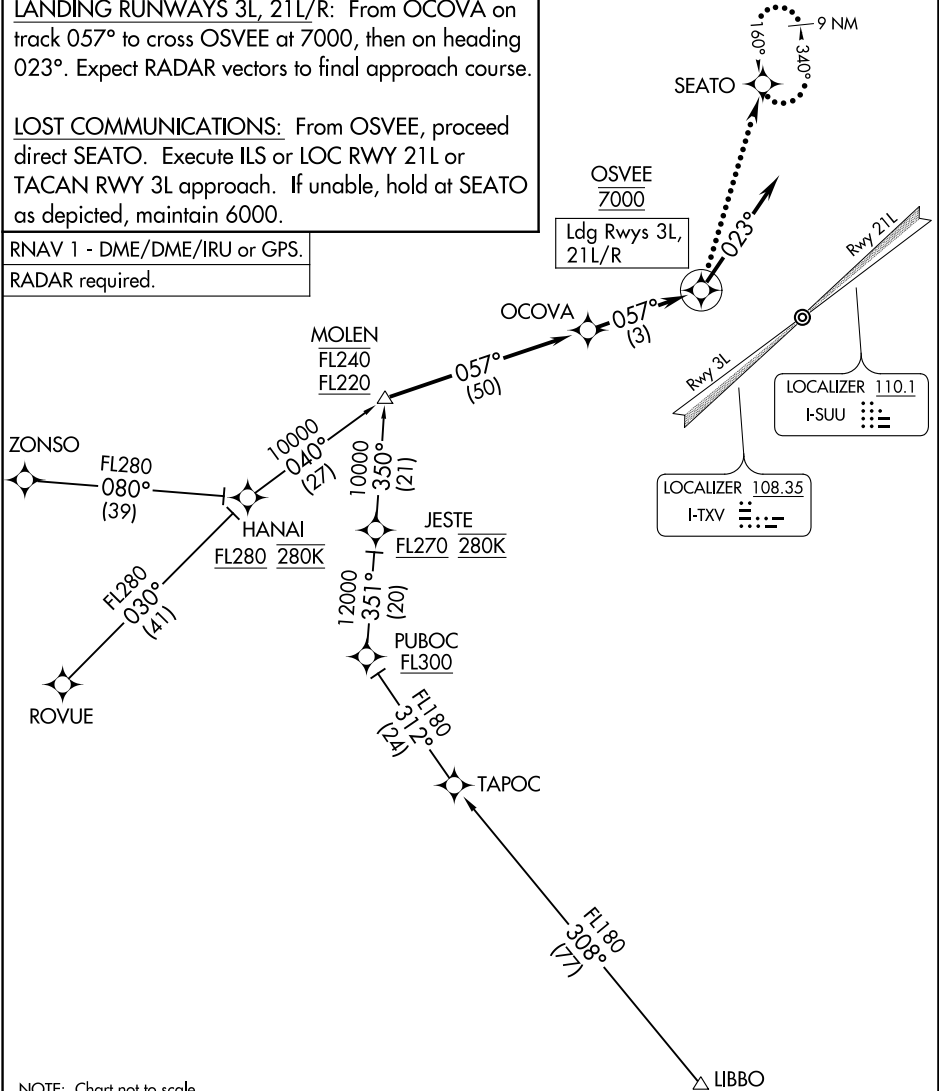 LANDING RUNWAYS 3L, 21L/R: From OCOVA on
track 057° to cross OSVEE at 7000, then on heading
023°. Expect RADAR vectors to final approach course.
LOST COMMUNICATIONS: From OSVEE, proceed
direct SEATO. Execute ILS or LOC RWY 21L or
TACAN RWY 3L approach. If unable, hold at SEATO
as depicted, maintain 6000.
RNAV 1 - DME/DME/IRU or GPS.
RADAR required.
9 NM
160°
340°
SEATO
OSVEE
7000
Ldg Rwys 3L,
21L/R
023°
Rwy 21L
Rwy 3L
OCOVA
057°
(3)
LOCALIZER 110.1
I-SUU
LOCALIZER 108.35
I-TXV
MOLEN
FL240
FL220
057°
(50)
ZONSO
FL280
080°
(39)
10000
040°
(27)
10000
350°
(21)
HANAI
FL280 280K
JESTE
FL270 280K
FL280
030°
(41)
ROVUE
12000
351°
(20)
PUBOC
FL300
FL180
312°
(24)
TAPOC
FL180
308°
(77)
LIBBO
NOTE: Chart not to scale.